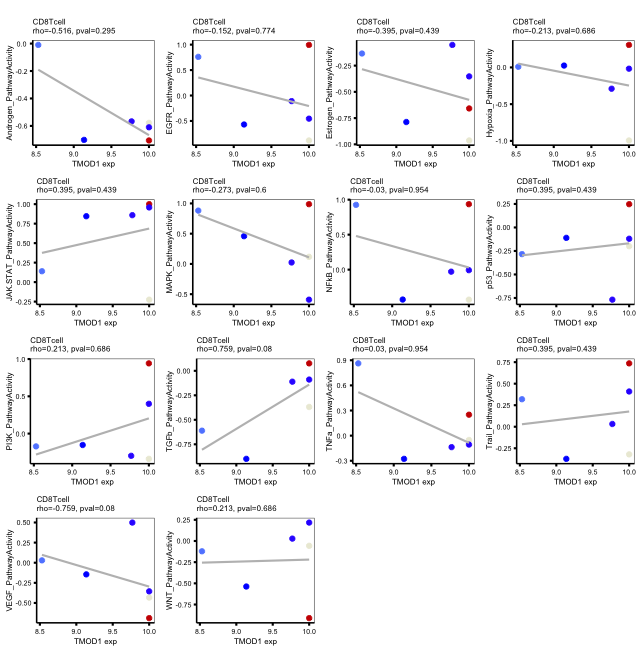 CD8Tcell
rho=-0.516, pval=0.295
Androgen_PathwayActivity
0.0
-0.3
-0.6
8.5 9.0 9.5 10.0
TMOD1 exp
CD8Tcell
rho=-0.152, pval=0.774
EGFR_PathwayActivity
1.0
0.5
0.0
-0.5
8.5 9.0 9.5 10.0
TMOD1 exp
CD8Tcell
rho=-0.395, pval=0.439
Estrogen_PathwayActivity
-0.25
-0.50
-0.75
-1.00
8.5 9.0 9.5 10.0
TMOD1 exp
CD8Tcell
rho=-0.213, pval=0.686
Hypoxia_PathwayActivity
0.0
-0.5
-1.0
8.5 9.0 9.5 10.0
TMOD1 exp
CD8Tcell
rho=0.395, pval=0.439
JAK-STAT_PathwayActivity
1.00
0.75
0.50
0.25
0.00
-0.25
8.5 9.0 9.5 10.0
TMOD1 exp
CD8Tcell
rho=-0.273, pval=0.6
MAPK_PathwayActivity
1.0
0.5
0.0
-0.5
8.5 9.0 9.5 10.0
TMOD1 exp
CD8Tcell
rho=-0.03, pval=0.954
NFkB_PathwayActivity
1.0
0.5
0.0
8.5 9.0 9.5 10.0
TMOD1 exp
CD8Tcell
rho=0.395, pval=0.439
p53_PathwayActivity
0.25
0.00
-0.25
-0.50
-0.75
8.5 9.0 9.5 10.0
TMOD1 exp
CD8Tcell
rho=0.213, pval=0.686
PI3K_PathwayActivity
1.0
0.5
0.0
8.5 9.0 9.5 10.0
TMOD1 exp
CD8Tcell
rho=0.759, pval=0.08
TGFb_PathwayActivity
0.00
-0.25
-0.50
-0.75
8.5 9.0 9.5 10.0
TMOD1 exp
CD8Tcell
rho=0.03, pval=0.954
TNFa_PathwayActivity
0.9
0.6
0.3
0.0
-0.3
8.5 9.0 9.5 10.0
TMOD1 exp
CD8Tcell
rho=0.395, pval=0.439
Trail_PathwayActivity
0.75
0.50
0.25
0.00
-0.25
8.5 9.0 9.5 10.0
TMOD1 exp
CD8Tcell
rho=-0.759, pval=0.08
VEGF_PathwayActivity
0.50
0.25
0.00
-0.25
-0.50
8.5 9.0 9.5 10.0
TMOD1 exp
CD8Tcell
rho=0.213, pval=0.686
WNT_PathwayActivity
0.25
0.00
-0.25
-0.50
-0.75
8.5 9.0 9.5 10.0
TMOD1 exp